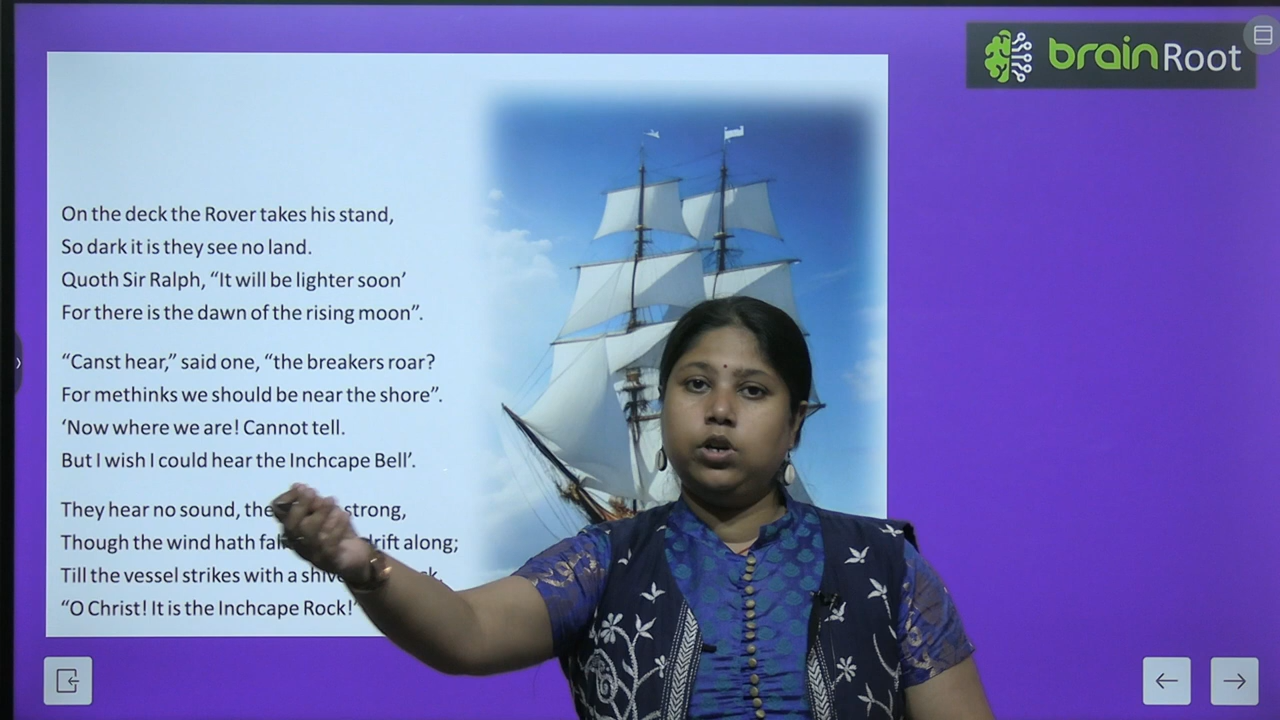 brainRoot
On the deck the Rover takes his stand,
So dark it is they see no land.
Quoth Sir Ralph, “It will be lighter soon’
For there is the dawn of the rising moon”.
“Canst hear,” said one, “the breakers roar?
For methinks we should be near the shore”.
‘Now where we are! Cannot tell.
But I wish I could hear the Inchcape Bell’.
They hear no sound, the strong,
Though the wind hath drift along;
Till the vessel strikes with a
“O Christ! It is the Inchcape Rock!”